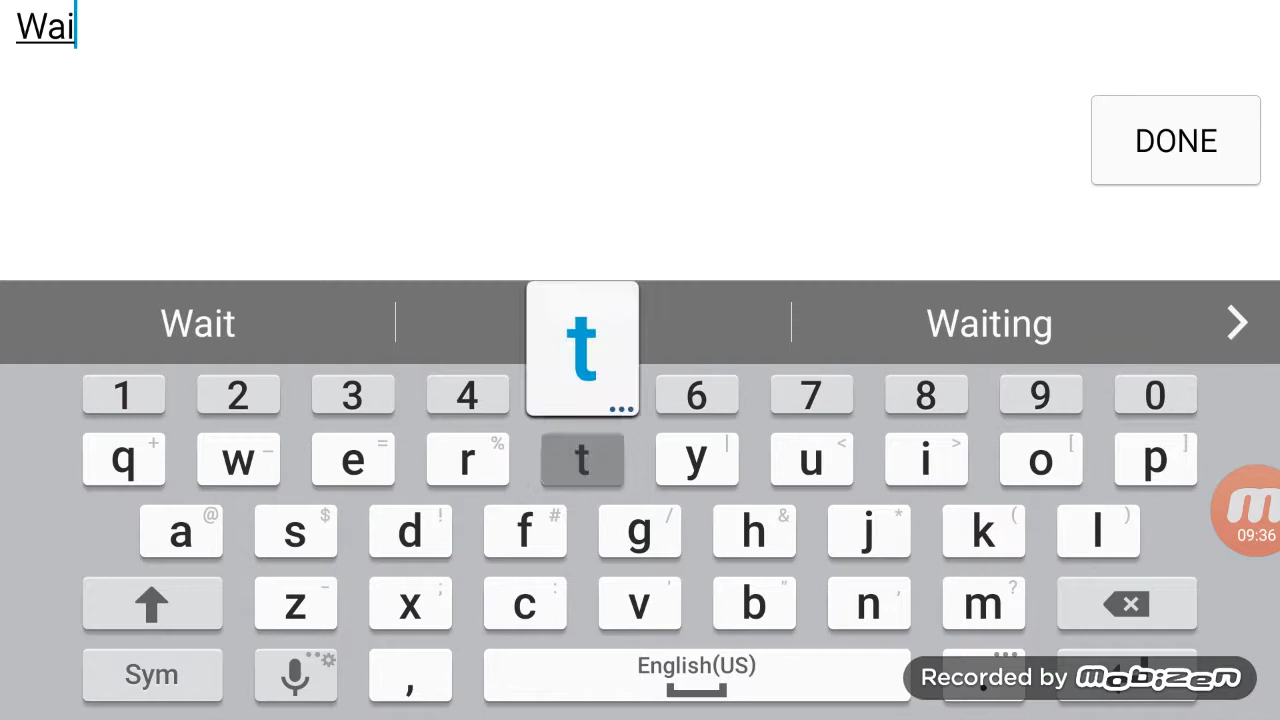 Wai
DONE
Wait t Waiting
1 2 3 4 6 7 8 9 0
q + w - e = r % t y | u < i > o [ p ]
a @ s $ d ! f # g / h & j * k ( l )
z - x ; c : v ' b " n , m ?
Sym , English(US)
09:36
Recorded by mobizen